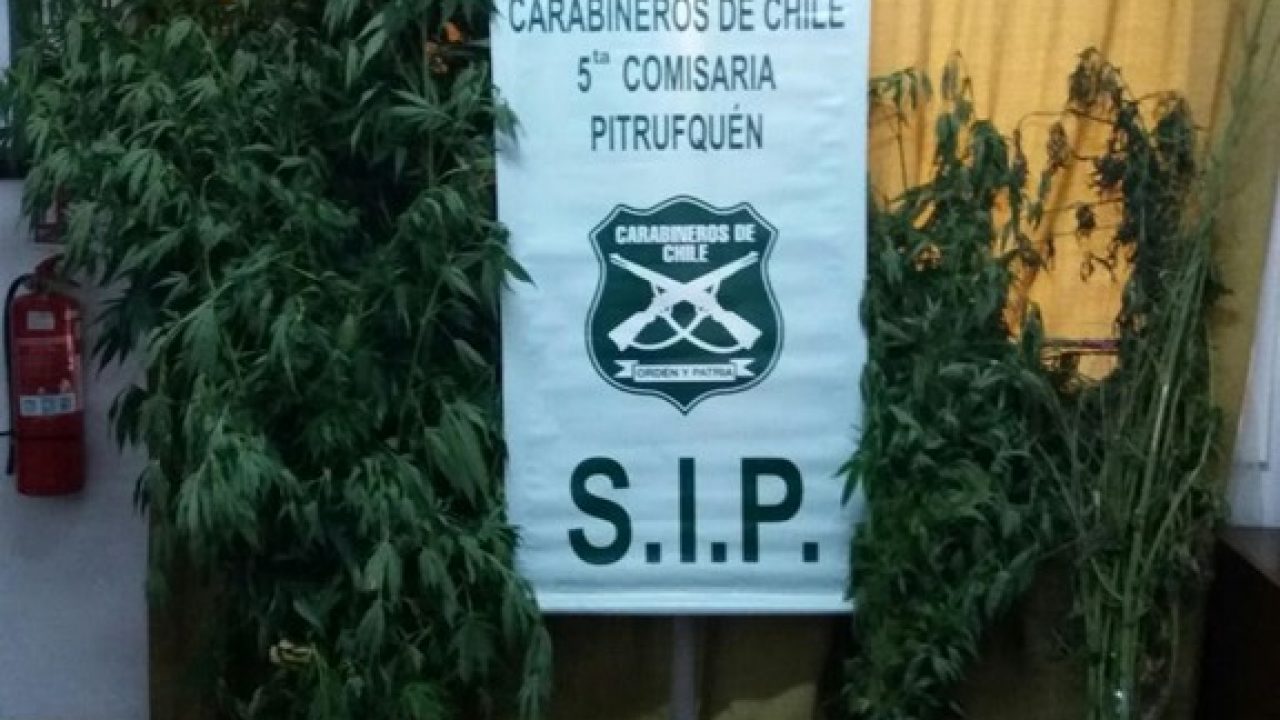 CARABINEROS DE CHILE
5ta COMISARIA
PITRUFQUÉN
CARABINEROS DE
CHILE
ORDEN Y PATRIA
S.I.P.